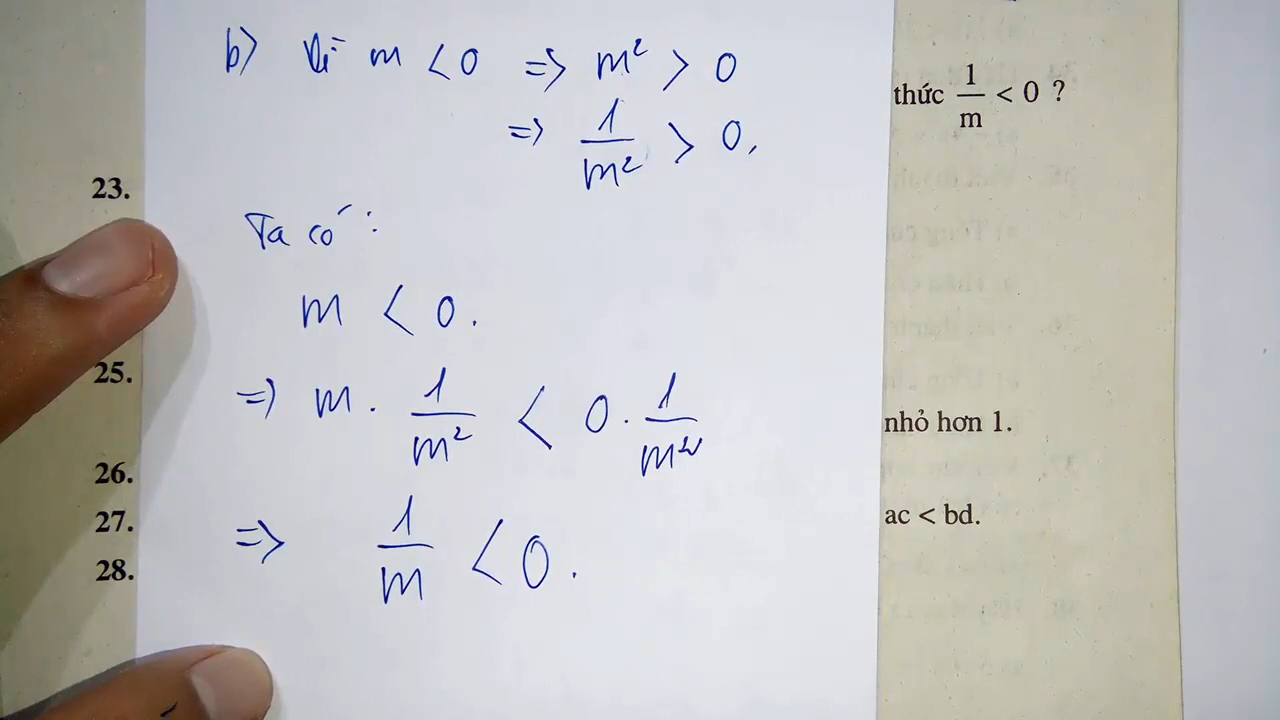 b) Vì m < 0 => m² > 0
=> 1/m² > 0,
Ta có:
m < 0.
=> m . 1/m² < 0 . 1/m²
=> 1/m < 0.
23.
25.
26.
27.
28.
thức 1/m < 0 ?
nhỏ hơn 1.
ac < bd.